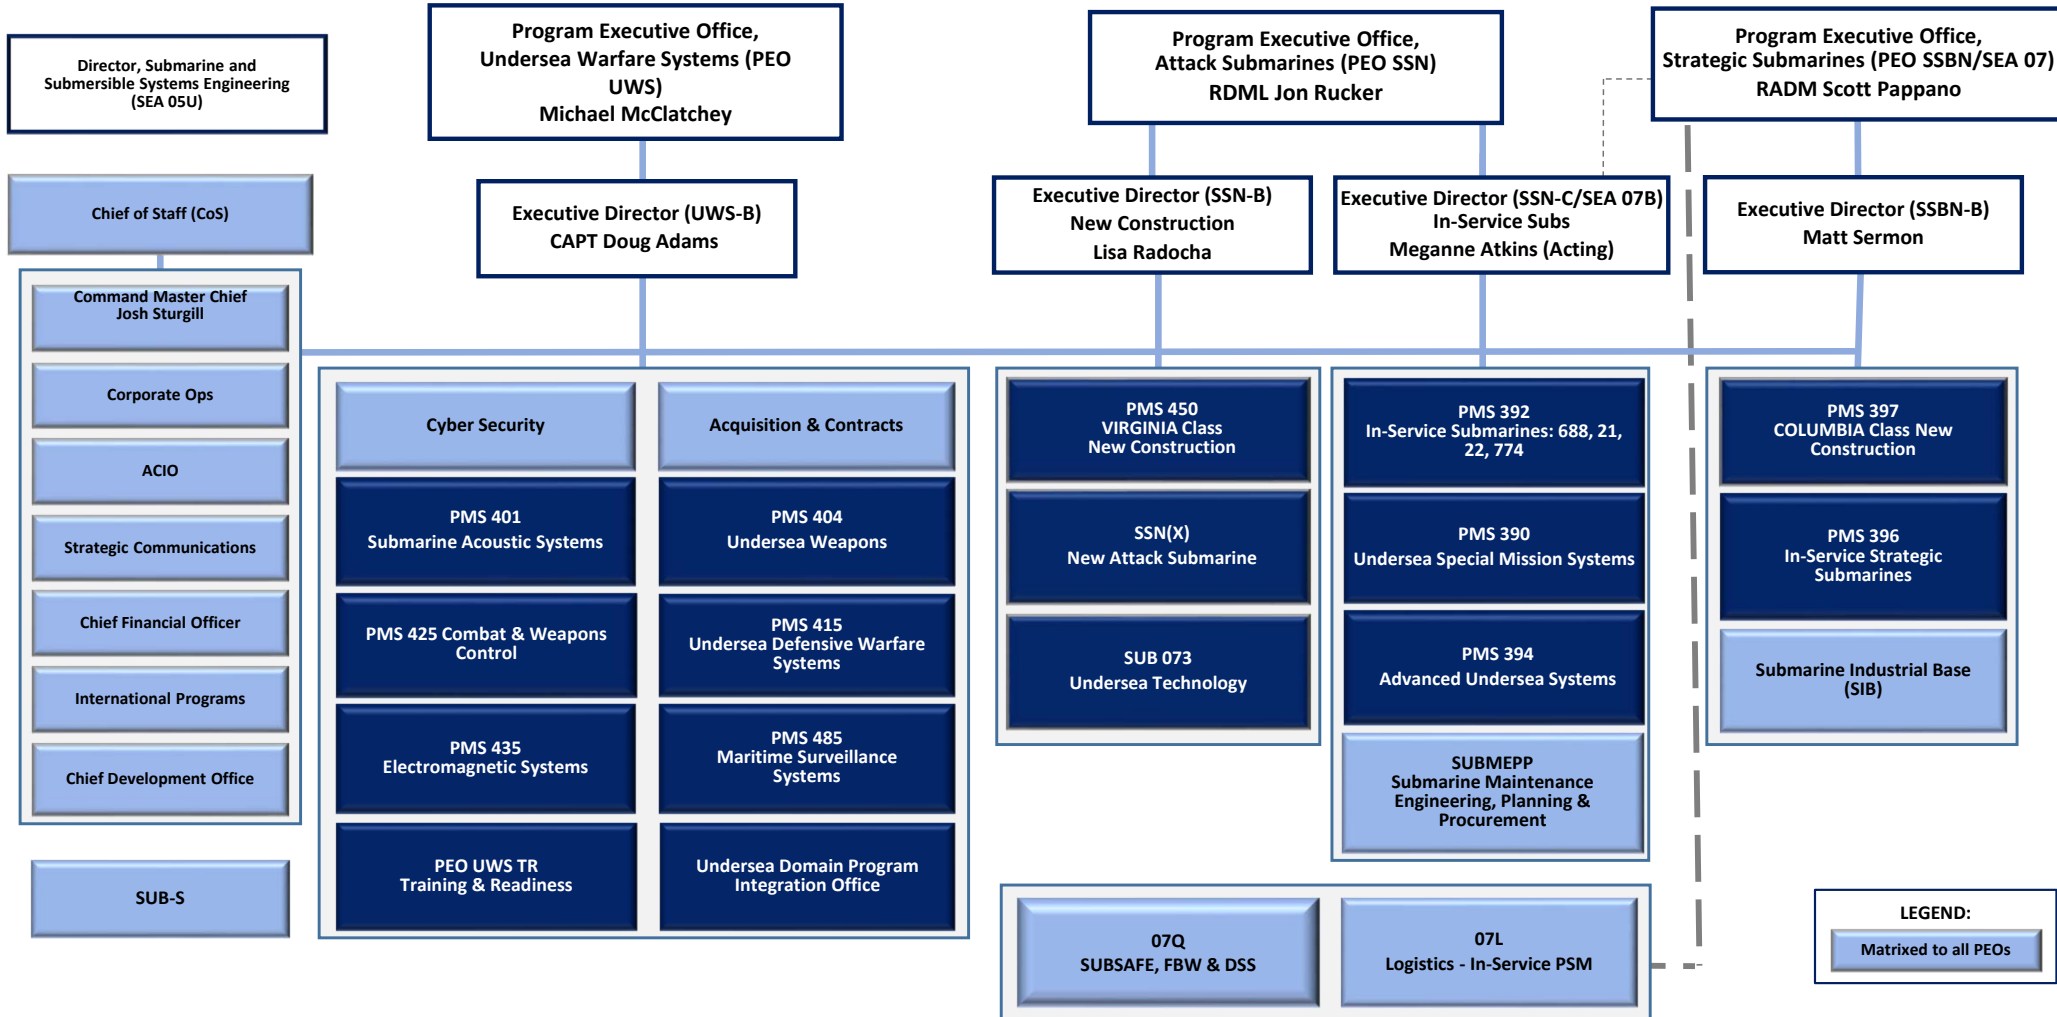 Director, Submarine and
Submersible Systems Engineering
(SEA 05U)
Program Executive Office,
Undersea Warfare Systems (PEO
UWS)
Michael McClatchey
Program Executive Office,
Attack Submarines (PEO SSN)
RDML Jon Rucker
Program Executive Office,
Strategic Submarines (PEO SSBN/SEA 07)
RADM Scott Pappano
Chief of Staff (CoS)
Executive Director (UWS-B)
CAPT Doug Adams
Executive Director (SSN-B)
New Construction
Lisa Radocha
Executive Director (SSN-C/SEA 07B)
In-Service Subs
Meganne Atkins (Acting)
Executive Director (SSBN-B)
Matt Sermon
Command Master Chief
Josh Sturgill
Corporate Ops
ACIO
Strategic Communications
Chief Financial Officer
International Programs
Chief Development Office
SUB-S
Cyber Security
PMS 401
Submarine Acoustic Systems
PMS 425 Combat & Weapons
Control
PMS 435
Electromagnetic Systems
PEO UWS TR
Training & Readiness
Acquisition & Contracts
PMS 404
Undersea Weapons
PMS 415
Undersea Defensive Warfare
Systems
PMS 485
Maritime Surveillance
Systems
Undersea Domain Program
Integration Office
PMS 450
VIRGINIA Class
New Construction
SSN(X)
New Attack Submarine
SUB 073
Undersea Technology
PMS 392
In-Service Submarines: 688, 21,
22, 774
PMS 390
Undersea Special Mission Systems
PMS 394
Advanced Undersea Systems
SUBMEPP
Submarine Maintenance
Engineering, Planning &
Procurement
PMS 397
COLUMBIA Class New
Construction
PMS 396
In-Service Strategic
Submarines
Submarine Industrial Base
(SIB)
07Q
SUBSAFE, FBW & DSS
07L
Logistics - In-Service PSM
LEGEND:
Matrixed to all PEOs